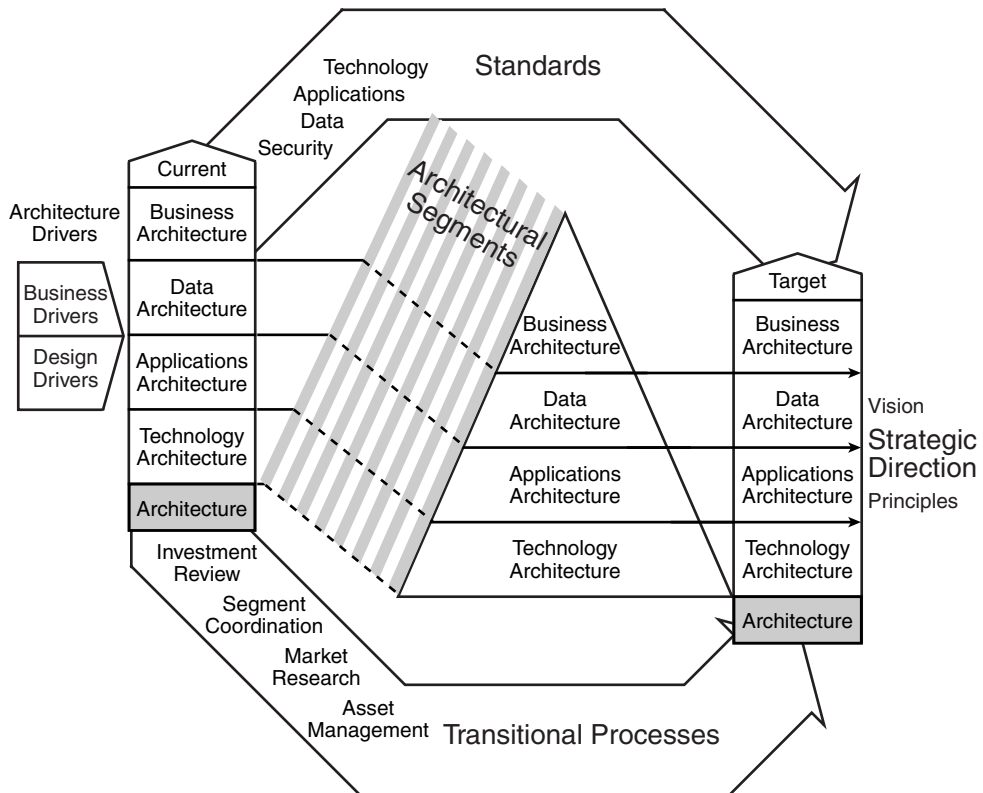 Technology
Applications
Data
Security
Standards
Architectural
Segments
Architecture
Drivers
Business
Drivers
Design
Drivers
Current
Business
Architecture
Data
Architecture
Applications
Architecture
Technology
Architecture
Architecture
Business
Architecture
Data
Architecture
Applications
Architecture
Technology
Architecture
Target
Business
Architecture
Data
Architecture
Applications
Architecture
Technology
Architecture
Architecture
Vision
Strategic
Direction
Principles
Investment
Review
Segment
Coordination
Market
Research
Asset
Management
Transitional Processes